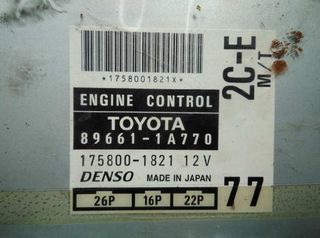 *1758001821X*
ENGINE CONTROL
TOYOTA
89661-1A770
175800-1821 12V
DENSO MADE IN JAPAN
26P 16P 22P
2C-E
M/T
77